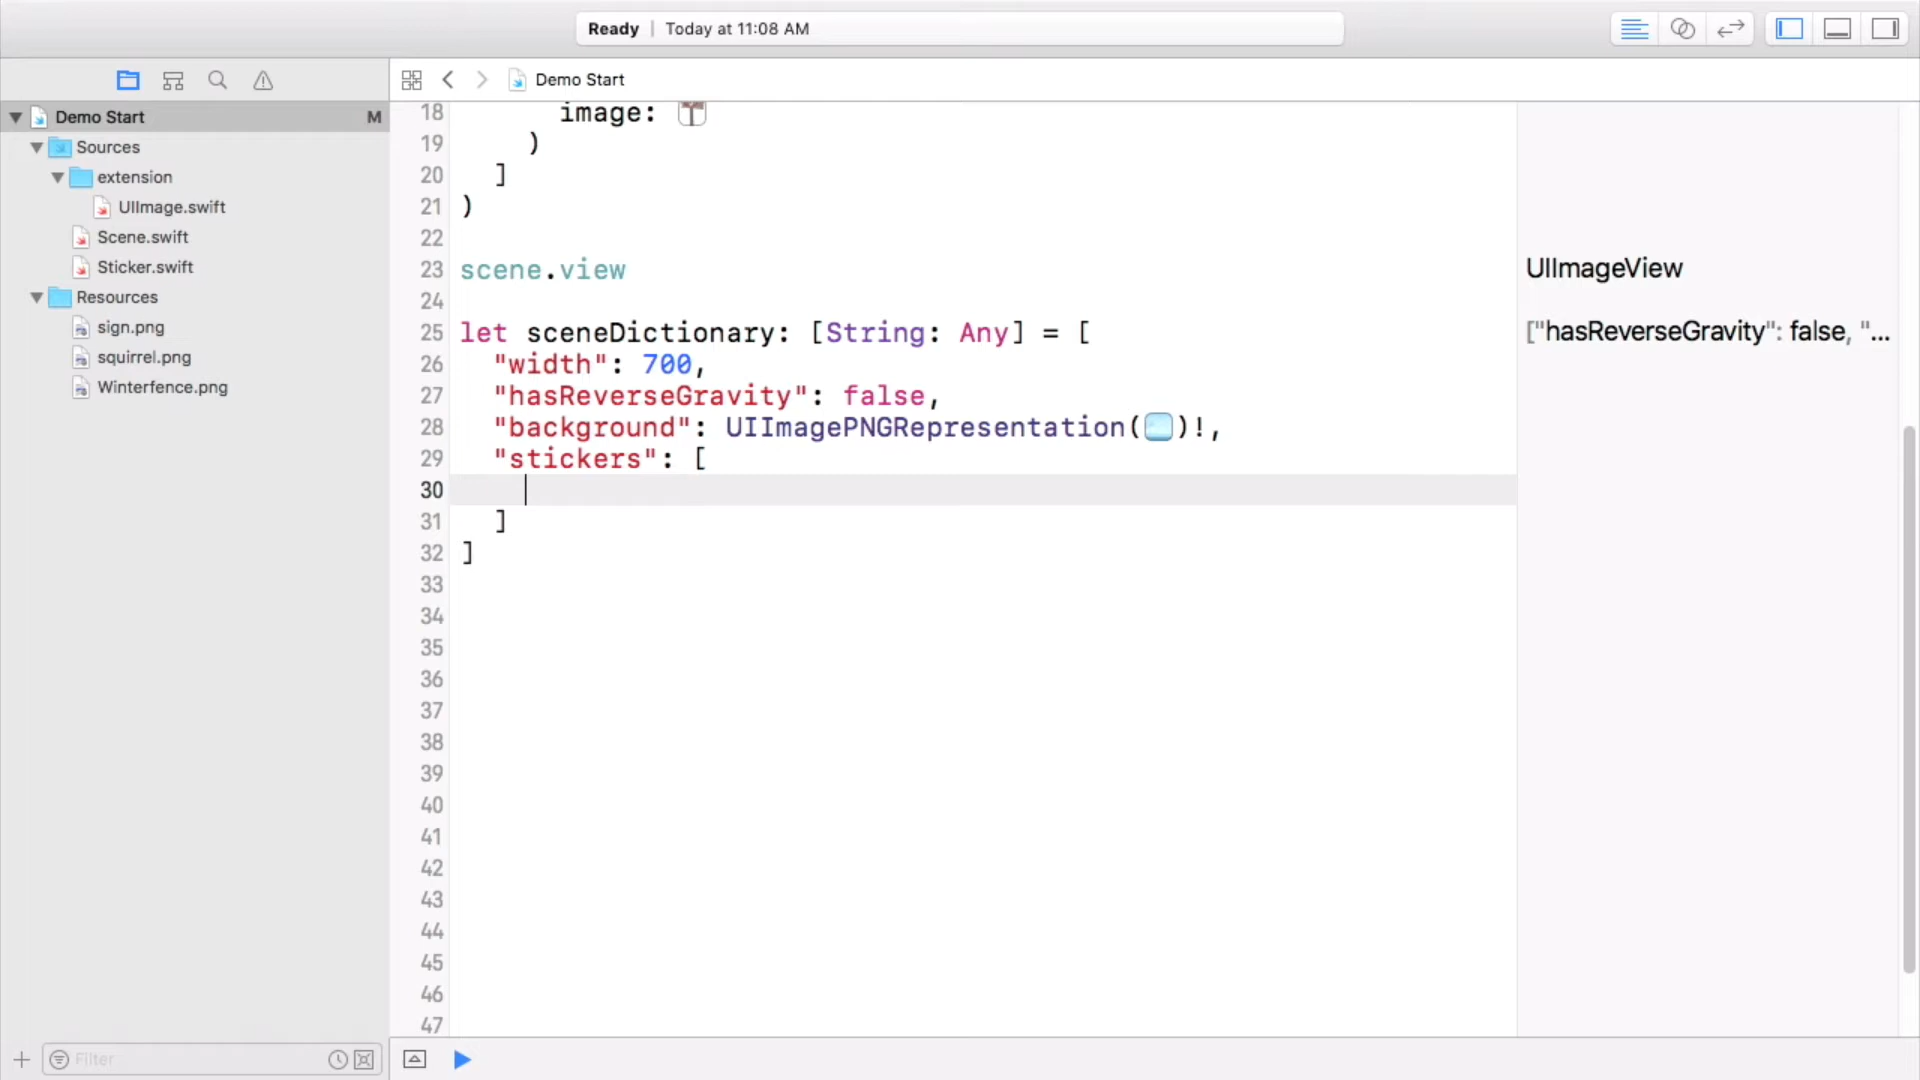 Ready | Today at 11:08 AM
Demo Start
Demo Start M
Sources
extension
UIImage.swift
Scene.swift
Sticker.swift
Resources
sign.png
squirrel.png
Winterfence.png
Filter
18 image:
19 )
20 ]
21 )
22
23 scene.view
24
25 let sceneDictionary: [String: Any] = [
26 "width": 700,
27 "hasReverseGravity": false,
28 "background": UIImagePNGRepresentation( )!,
29 "stickers": [
30
31 ]
32 ]
33
34
35
36
37
38
39
40
41
42
43
44
45
46
47
UIImageView
["hasReverseGravity": false, "...